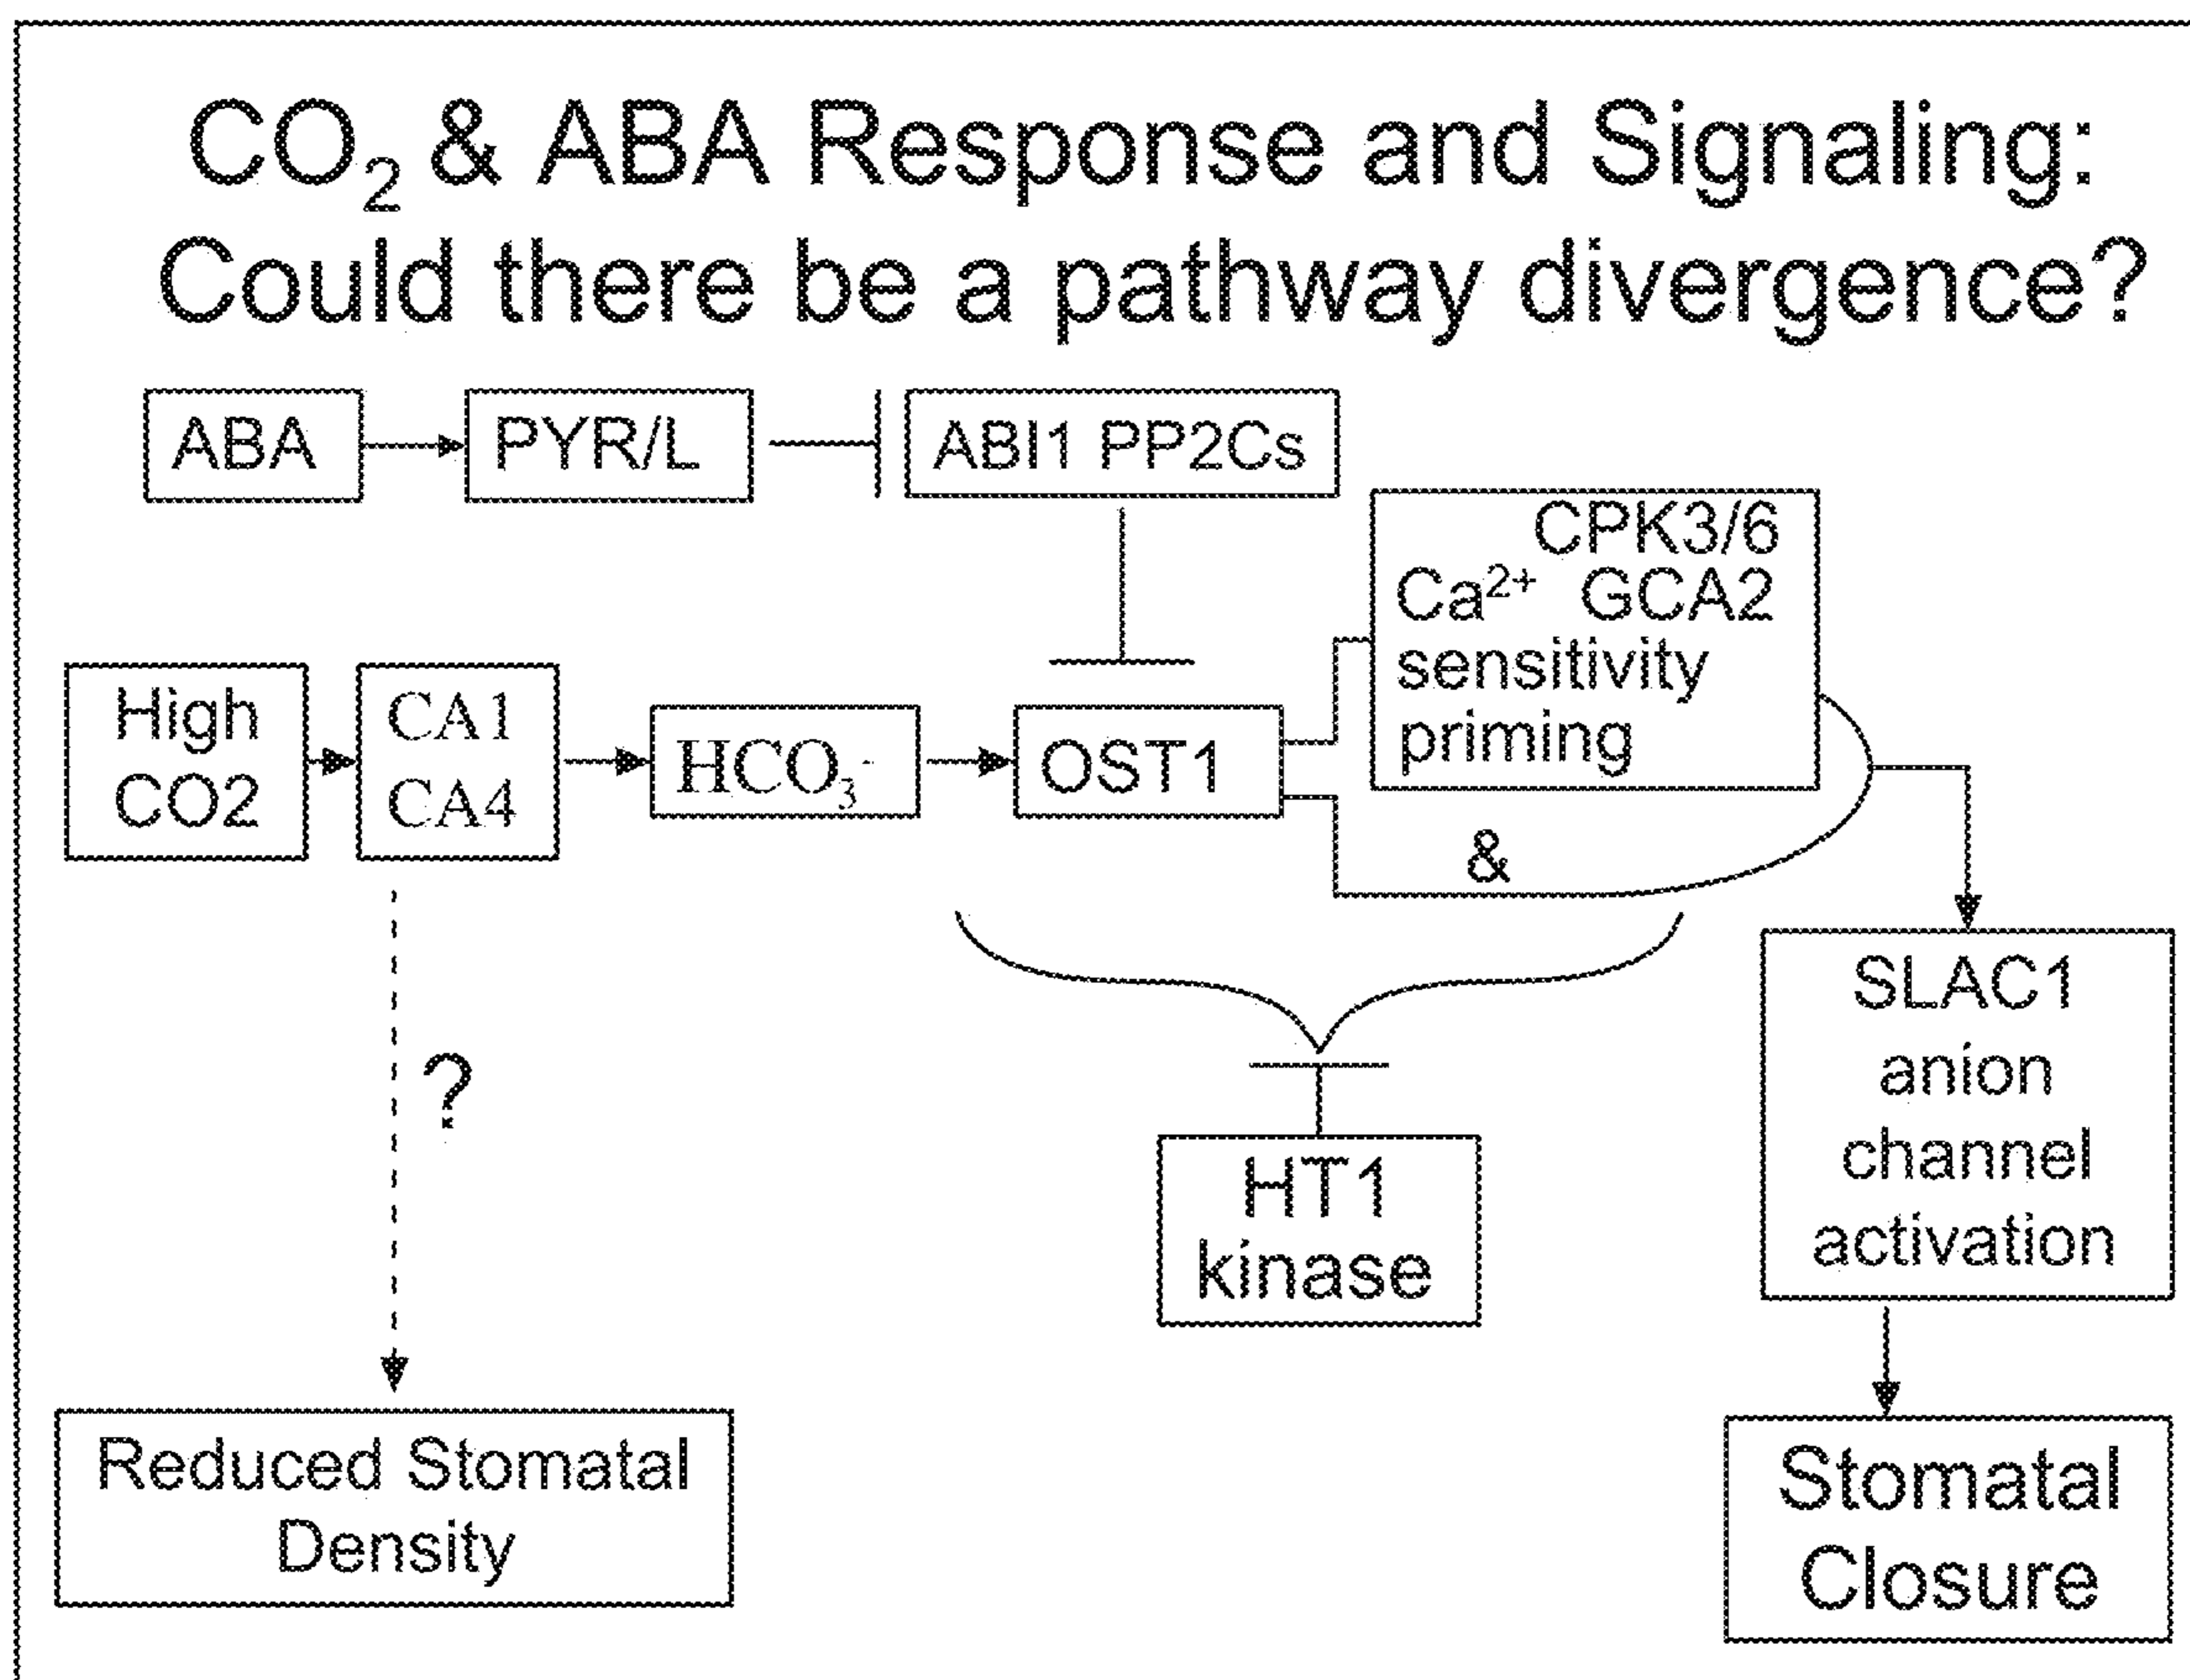 CO₂ & ABA Response and Signaling:
Could there be a pathway divergence?
ABA
PYR/L
ABI1 PP2Cs
CPK3/6
Ca²⁺ GCA2
sensitivity
priming
High
CO2
CA1
CA4
HCO₃⁻
OST1
&
?
HT1
kinase
SLAC1
anion
channel
activation
Reduced Stomatal
Density
Stomatal
Closure